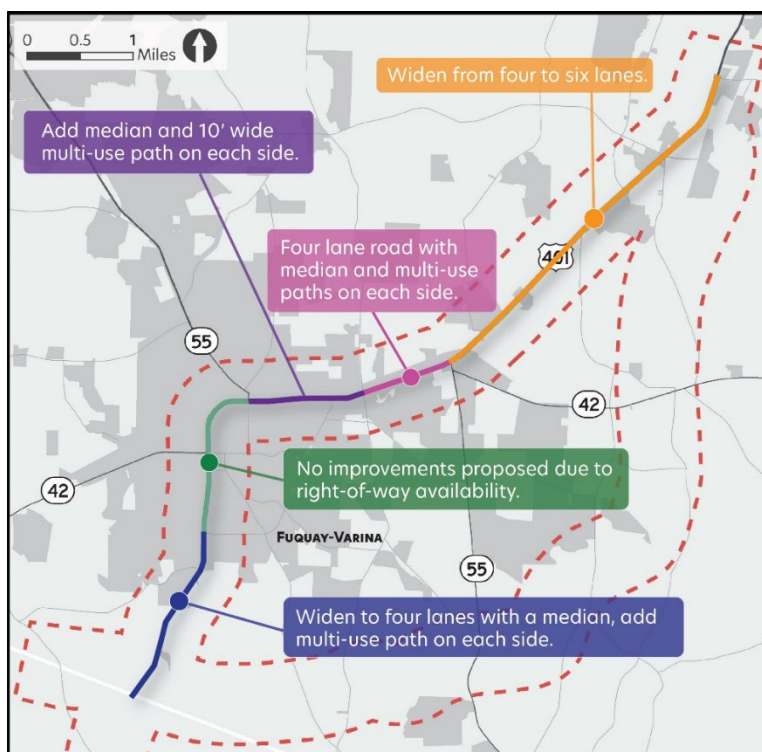 0 0.5 1
Miles
Widen from four to six lanes.
Add median and 10' wide
multi-use path on each side.
Four lane road with
median and multi-use
paths on each side.
401
55
42
No improvements proposed due to
right-of-way availability.
42
FUQUAY-VARINA
55
Widen to four lanes with a median, add
multi-use path on each side.